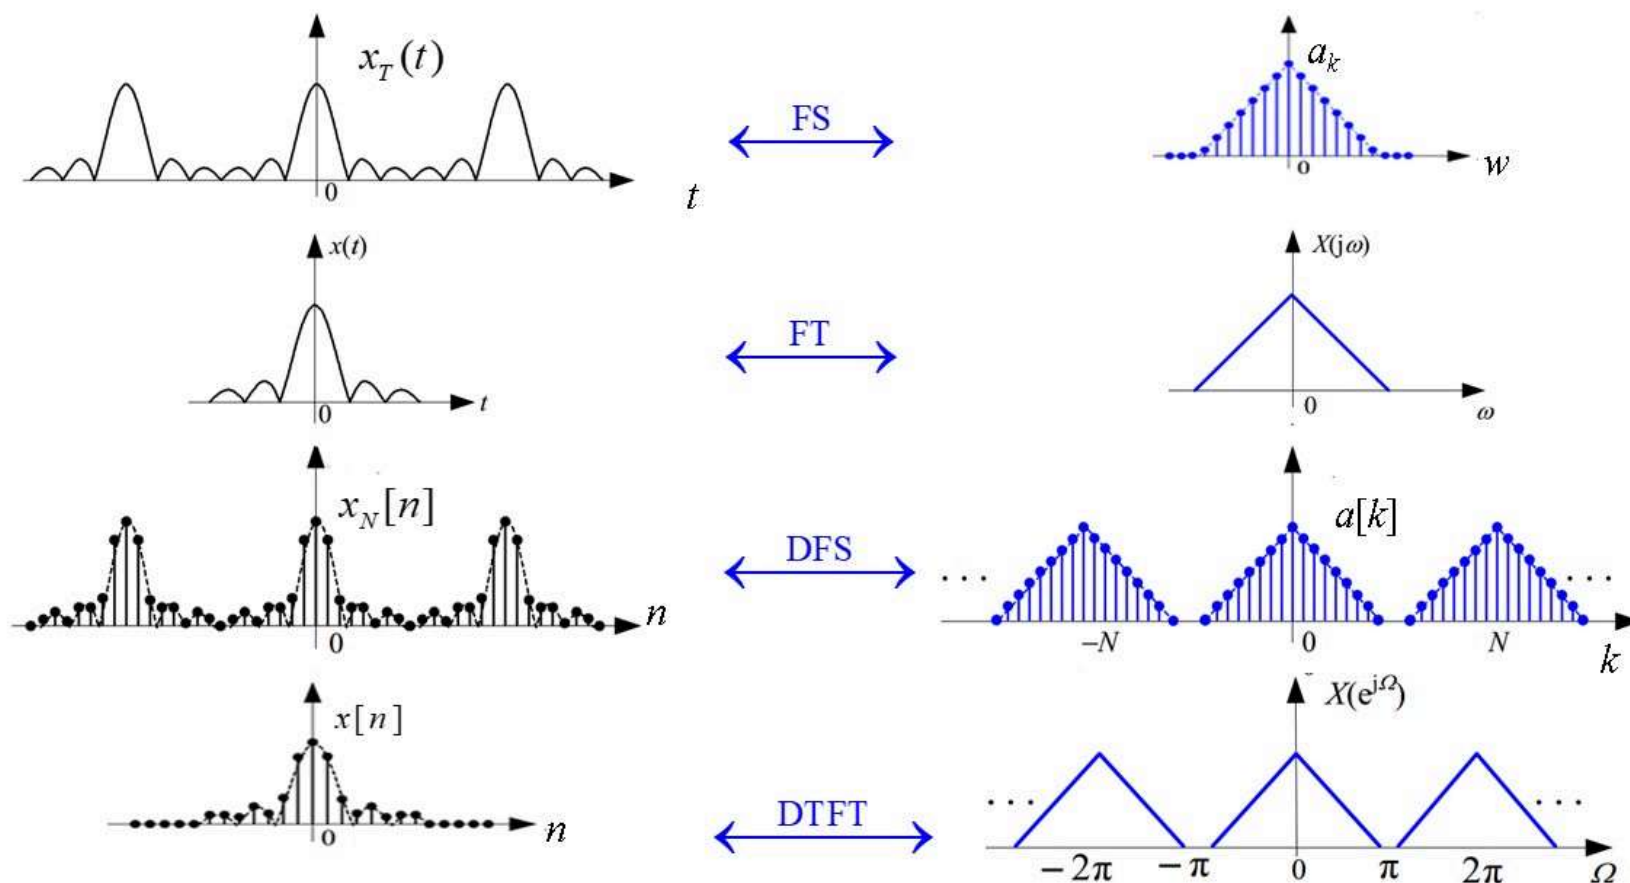 x_T(t)
a_k
FS
0
0
t
w
x(t)
X(jω)
FT
0
t
0
ω
x_N[n]
a[k]
DFS
...
...
0
n
−N
0
N
k
x[n]
X(e^{jΩ})
DTFT
...
...
0
n
−2π
−π
0
π
2π
Ω